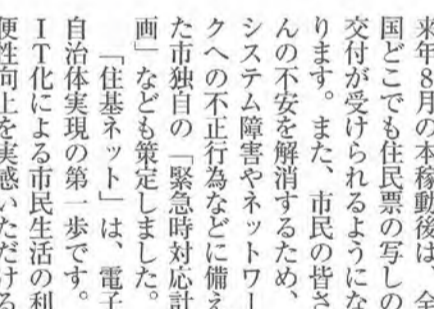 来年8月の本稼動後は、全
国どこでも住民票の写しの
交付が受けられるようにな
ります。また、市民の皆さ
んの不安を解消するため、
システム障害やネットワー
クへの不正行為などに備え
た市独自の「緊急時対応計
画」なども策定しました。
「住基ネット」は、電子
自治体実現の第一歩です。
IT化による市民生活の利
便性向上を実感いただける